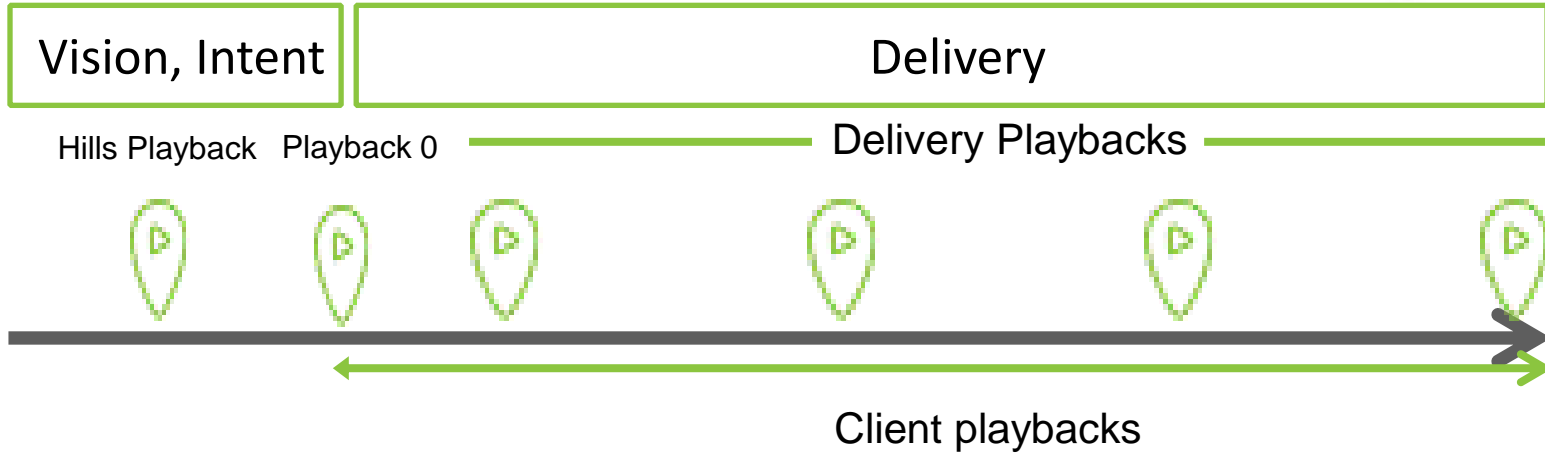 Vision, Intent
Delivery
Hills Playback
Playback 0
Delivery Playbacks
Client playbacks